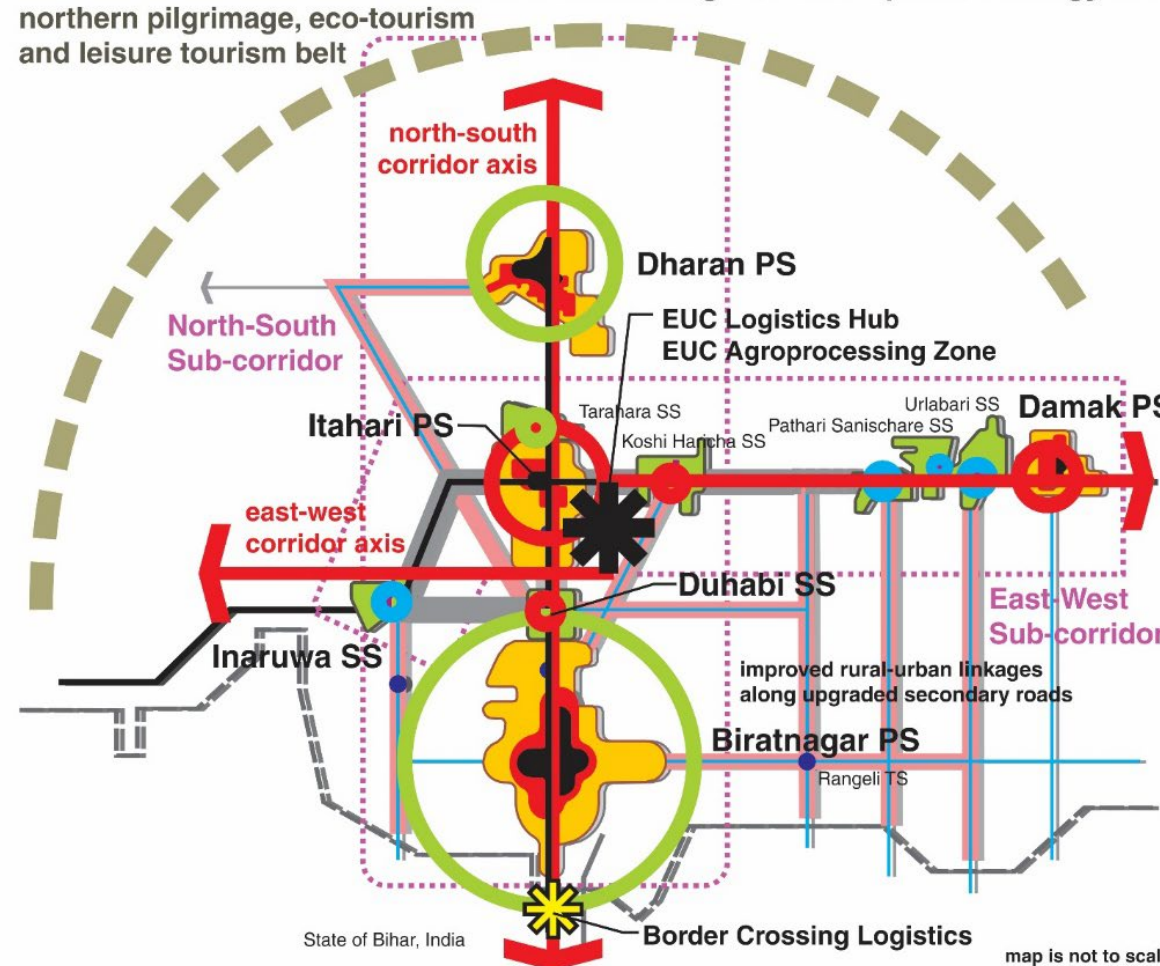 northern pilgrimage, eco-tourism
and leisure tourism belt
north-south
corridor axis
Dharan PS
North-South
Sub-corridor
EUC Logistics Hub
EUC Agroprocessing Zone
Tarahara SS
Urlabari SS
Damak PS
Itahari PS
Koshi Haricha SS
Pathari Sanischare SS
east-west
corridor axis
Duhabi SS
East-West
Sub-corridor
Inaruwa SS
improved rural-urban linkages
along upgraded secondary roads
Biratnagar PS
Rangeli TS
State of Bihar, India
Border Crossing Logistics
map is not to scal